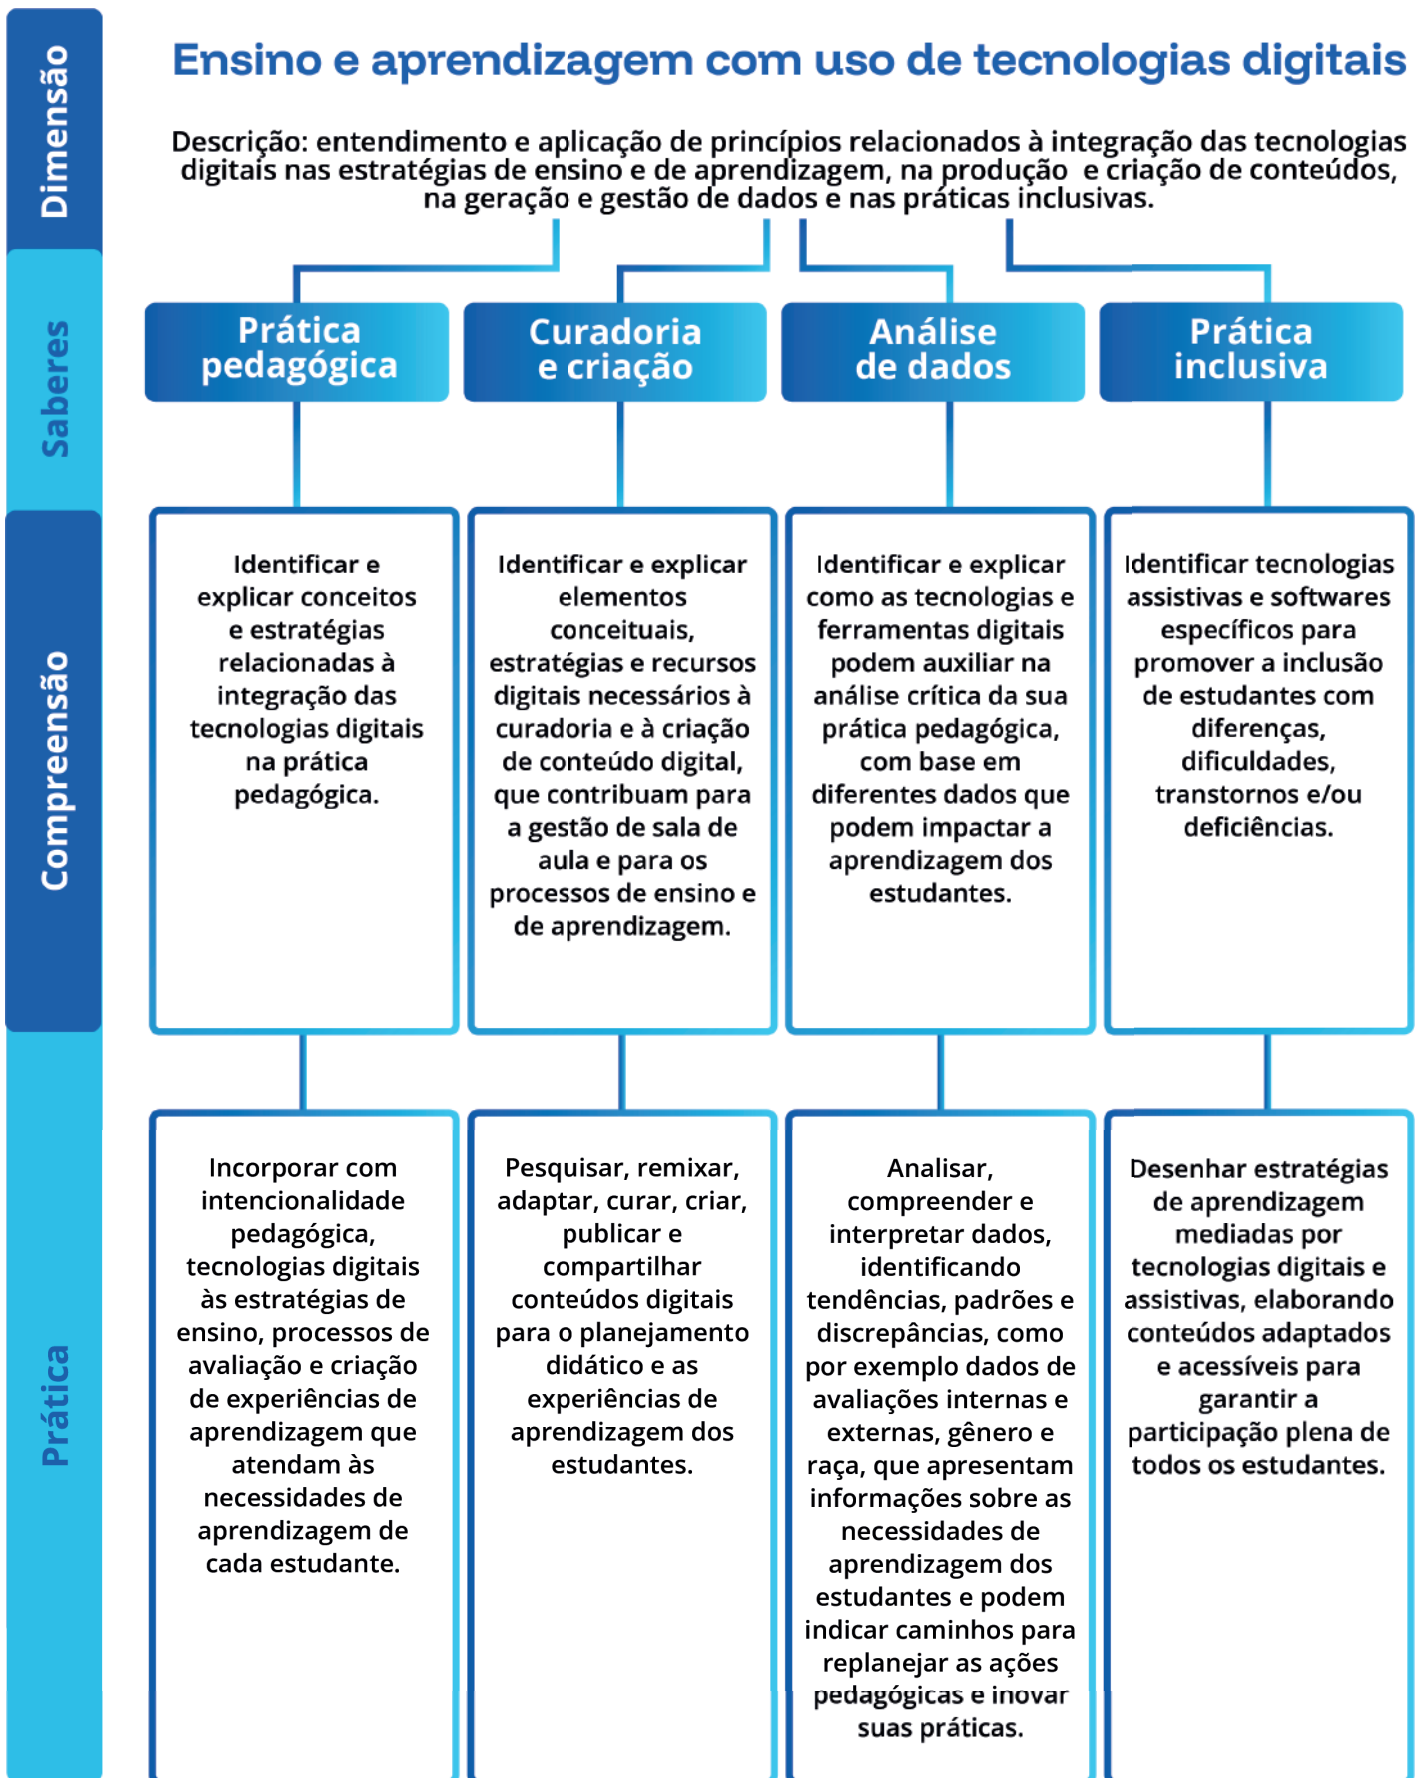 Dimensão
Ensino e aprendizagem com uso de tecnologias digitais
Descrição: entendimento e aplicação de princípios relacionados à integração das tecnologias
digitais nas estratégias de ensino e de aprendizagem, na produção e criação de conteúdos,
na geração e gestão de dados e nas práticas inclusivas.
Saberes
Prática
pedagógica
Curadoria
e criação
Análise
de dados
Prática
inclusiva
Compreensão
Identificar e
explicar conceitos
e estratégias
relacionadas à
integração das
tecnologias digitais
na prática
pedagógica.
Identificar e explicar
elementos
conceituais,
estratégias e recursos
digitais necessários à
curadoria e à criação
de conteúdo digital,
que contribuam para
a gestão de sala de
aula e para os
processos de ensino e
de aprendizagem.
Identificar e explicar
como as tecnologias e
ferramentas digitais
podem auxiliar na
análise crítica da sua
prática pedagógica,
com base em
diferentes dados que
podem impactar a
aprendizagem dos
estudantes.
Identificar tecnologias
assistivas e softwares
específicos para
promover a inclusão
de estudantes com
diferenças,
dificuldades,
transtornos e/ou
deficiências.
Prática
Incorporar com
intencionalidade
pedagógica,
tecnologias digitais
às estratégias de
ensino, processos de
avaliação e criação
de experiências de
aprendizagem que
atendam às
necessidades de
aprendizagem de
cada estudante.
Pesquisar, remixar,
adaptar, curar, criar,
publicar e
compartilhar
conteúdos digitais
para o planejamento
didático e as
experiências de
aprendizagem dos
estudantes.
Analisar,
compreender e
interpretar dados,
identificando
tendências, padrões e
discrepâncias, como
por exemplo dados de
avaliações internas e
externas, gênero e
raça, que apresentam
informações sobre as
necessidades de
aprendizagem dos
estudantes e podem
indicar caminhos para
replanejar as ações
pedagógicas e inovar
suas práticas.
Desenhar estratégias
de aprendizagem
mediadas por
tecnologias digitais e
assistivas, elaborando
conteúdos adaptados
e acessíveis para
garantir a
participação plena de
todos os estudantes.